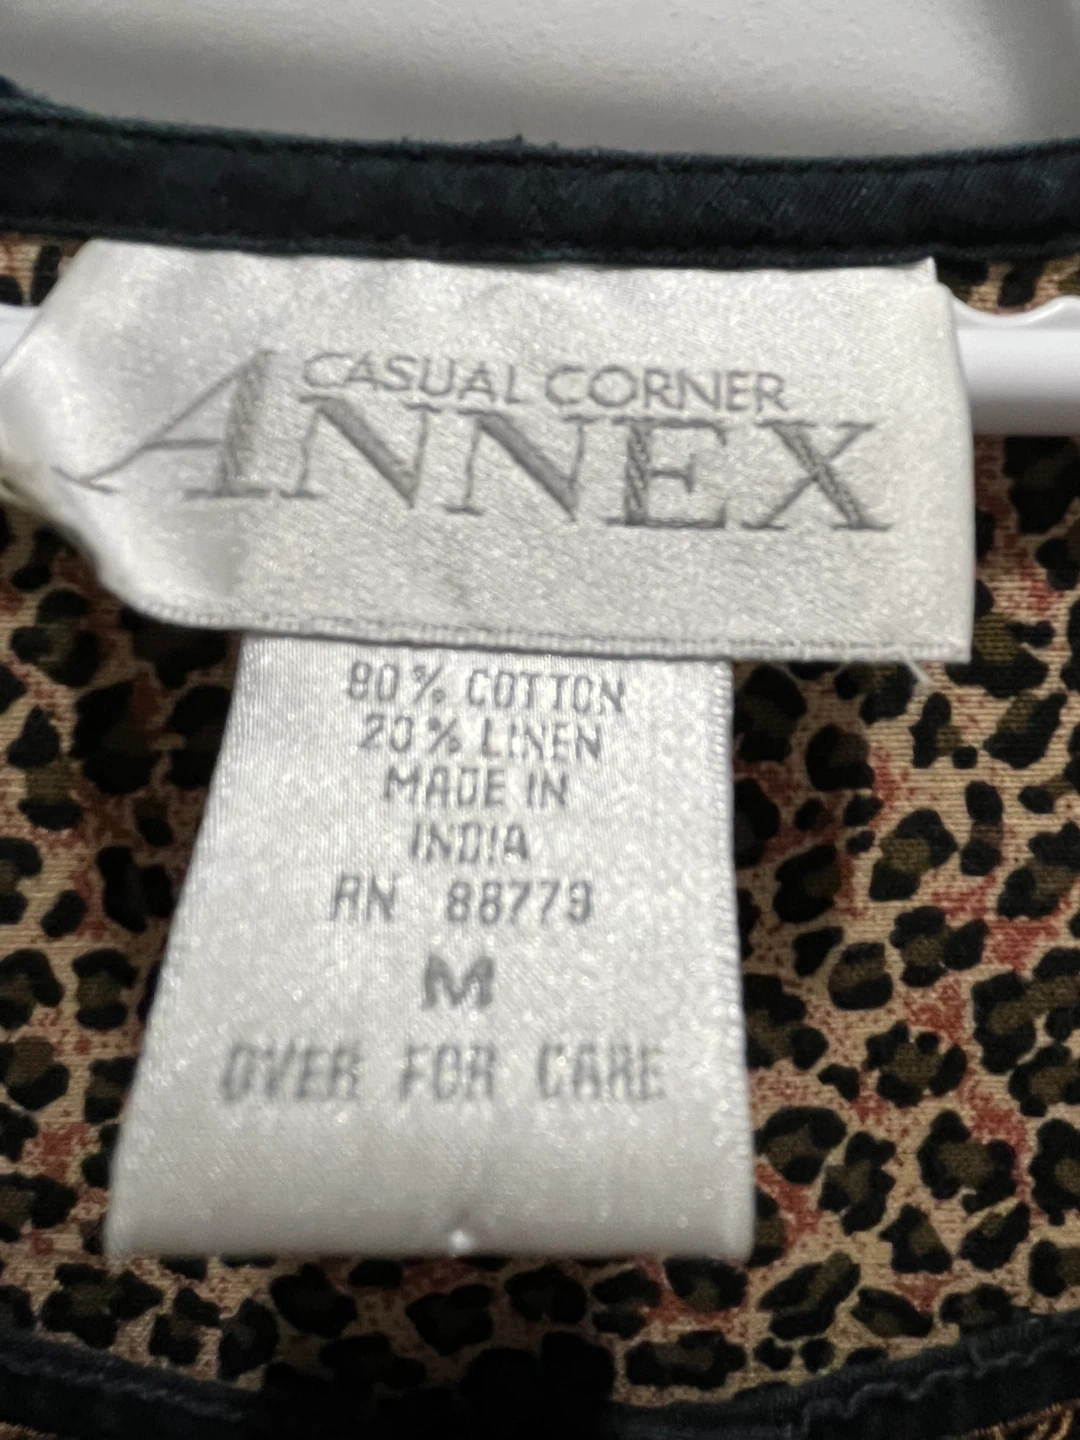 CASUAL CORNER
ANNEX
80% COTTON
20% LINEN
MADE IN
INDIA
RN 88779
M
OVER FOR CARE